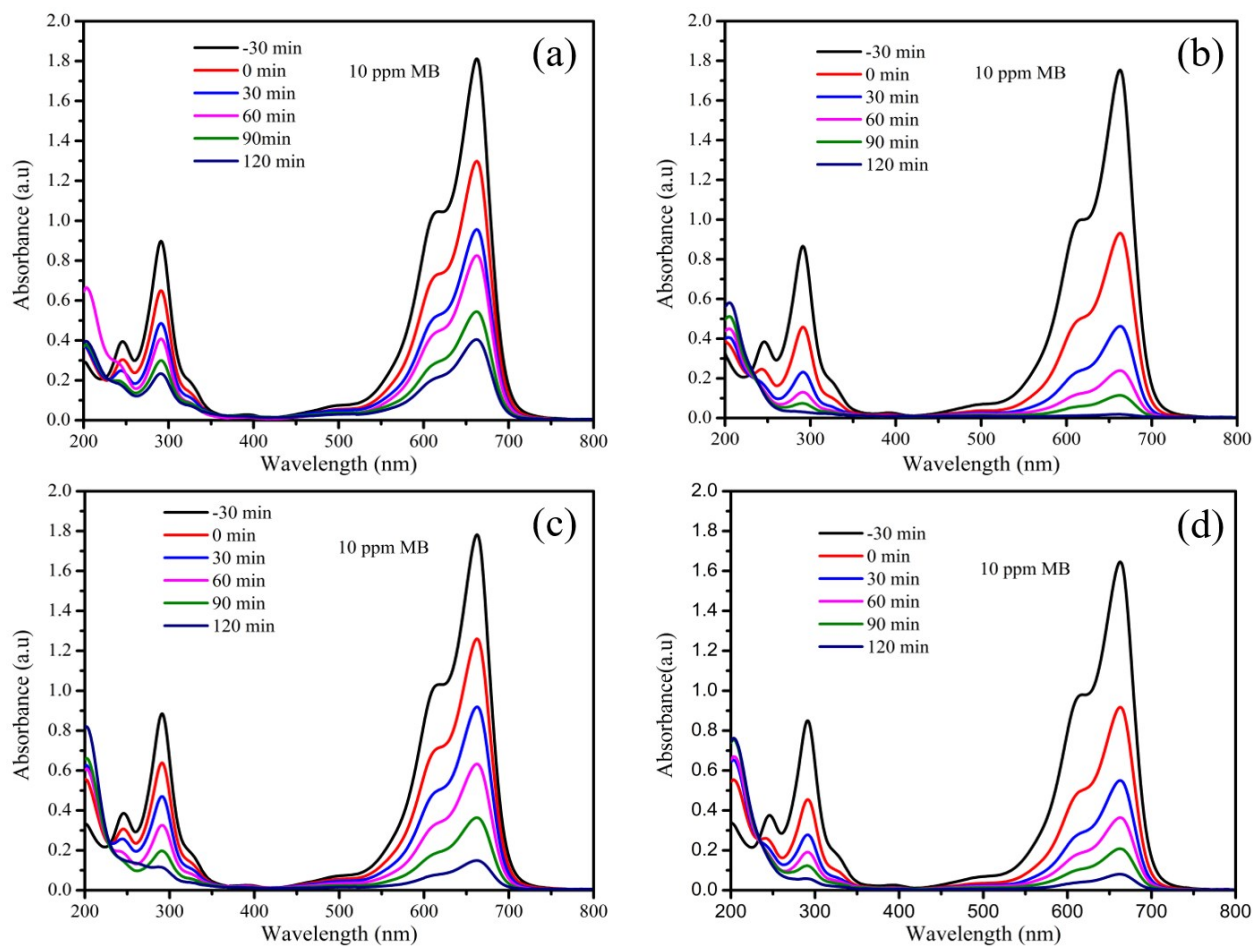 (a)
-30 min
0 min
30 min
60 min
90min
120 min
10 ppm MB
Absorbance (a.u)
2.0
1.8
1.6
1.4
1.2
1.0
0.8
0.6
0.4
0.2
0.0
200 300 400 500 600 700 800
Wavelength (nm)
(b)
-30 min
0 min
30 min
60 min
90 min
120 min
10 ppm MB
Absorbance (a.u)
2.0
1.8
1.6
1.4
1.2
1.0
0.8
0.6
0.4
0.2
0.0
200 300 400 500 600 700 800
Wavelength (nm)
(c)
-30 min
0 min
30 min
60 min
90 min
120 min
10 ppm MB
Absorbance (a.u)
2.0
1.8
1.6
1.4
1.2
1.0
0.8
0.6
0.4
0.2
0.0
200 300 400 500 600 700 800
Wavelength (nm)
(d)
-30 min
0 min
30 min
60 min
90 min
120 min
10 ppm MB
Absorbance(a.u)
2.0
1.8
1.6
1.4
1.2
1.0
0.8
0.6
0.4
0.2
0.0
200 300 400 500 600 700 800
Wavelength (nm)